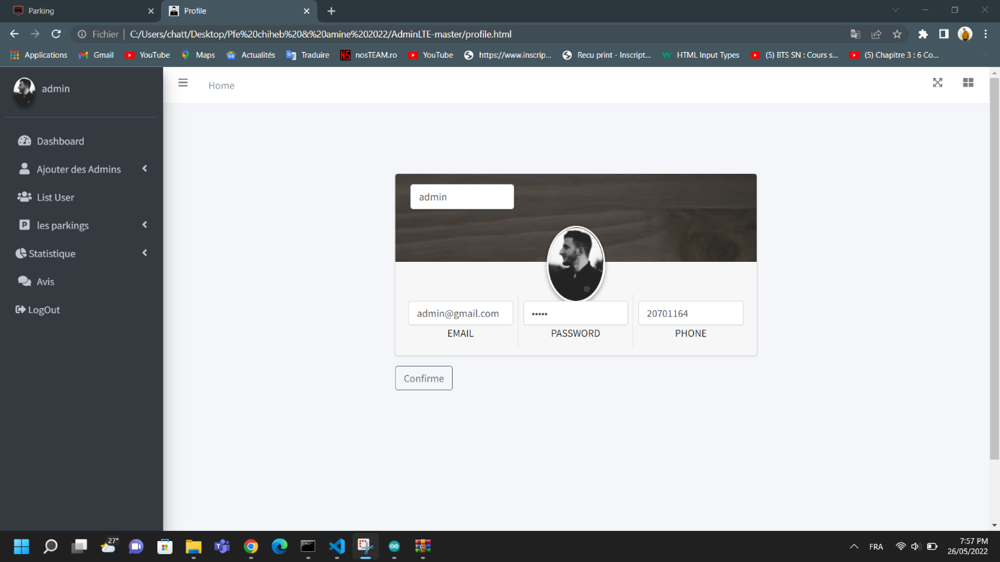 Parking
Profile
Fichier | C:/Users/chatt/Desktop/Pfe%20chiheb%20&%20amine%202022/AdminLTE-master/profile.html
Applications Gmail YouTube Maps Actualités Traduire nosTEAM.ro YouTube https://www.inscrip... Recu print - Inscript... HTML Input Types (5) BTS SN : Cours s... (5) Chapitre 3 : 6 Co...
admin
Home
Dashboard
Ajouter des Admins
List User
les parkings
Statistique
Avis
LogOut
admin
admin@gmail.com ••••• 20701164
EMAIL PASSWORD PHONE
Confirme
27°
FRA
7:57 PM
26/05/2022